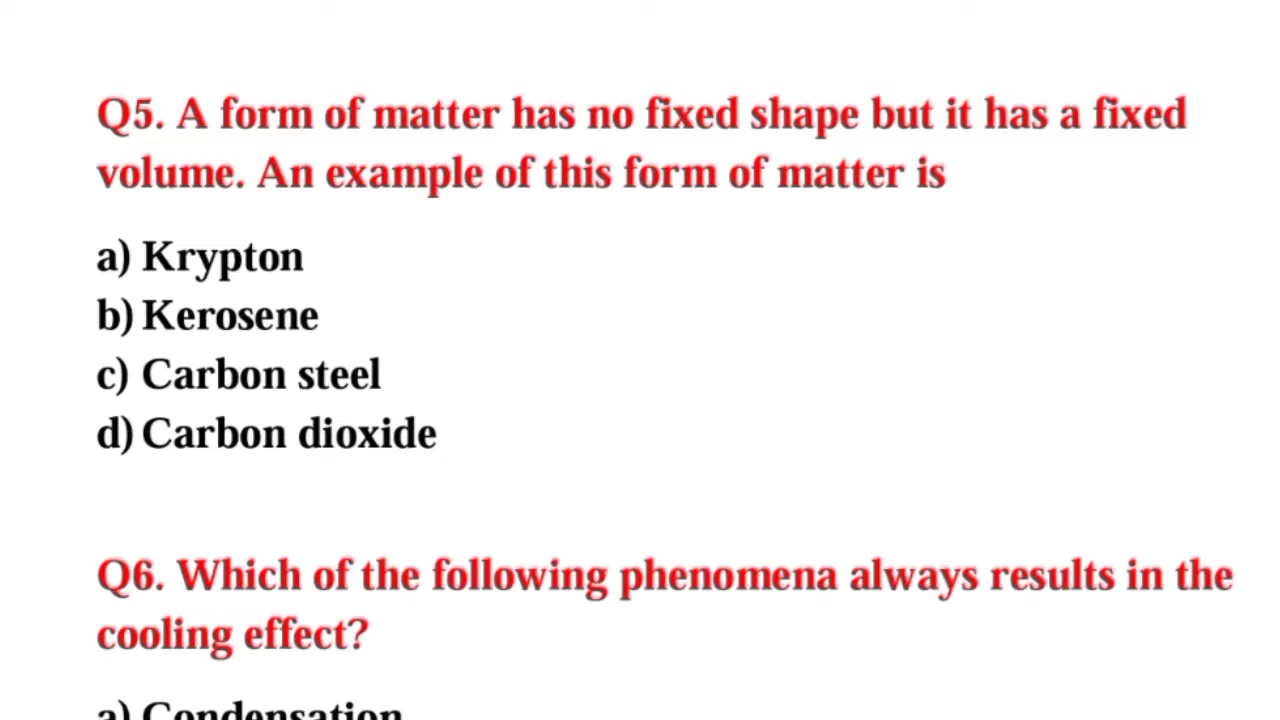 Q5. A form of matter has no fixed shape but it has a fixed
volume. An example of this form of matter is
a) Krypton
b) Kerosene
c) Carbon steel
d) Carbon dioxide
Q6. Which of the following phenomena always results in the
cooling effect?
a) Condensation